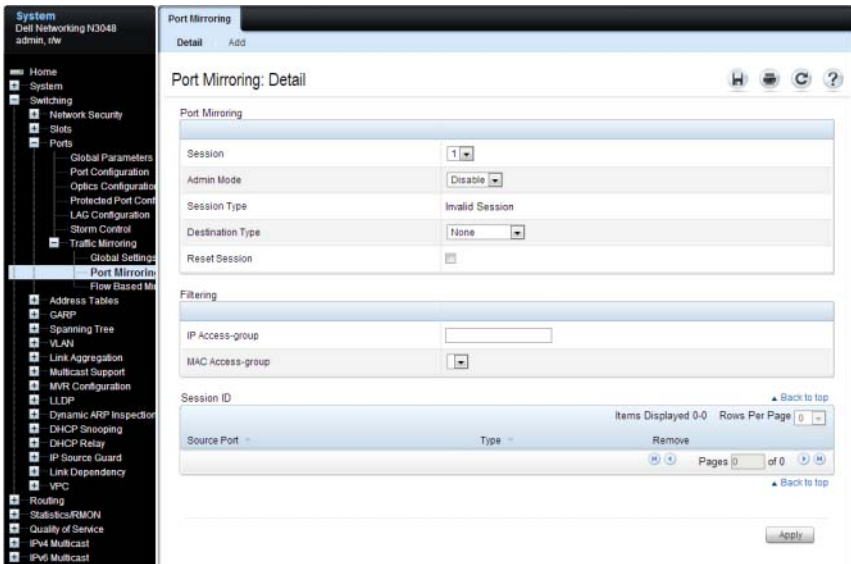 System
Dell Networking N3048
admin, r/w
Home
System
Switching
Network Security
Slots
Ports
Global Parameters
Port Configuration
Optics Configuration
Protected Port Conf
LAG Configuration
Storm Control
Traffic Mirroring
Global Settings
Port Mirroring
Flow Based Mi
Address Tables
GARP
Spanning Tree
VLAN
Link Aggregation
Multicast Support
MVR Configuration
LLDP
Dynamic ARP Inspection
DHCP Snooping
DHCP Relay
IP Source Guard
Link Dependency
VPC
Routing
Statistics/RMON
Quality of Service
IPv4 Multicast
IPv6 Multicast
Port Mirroring
Detail Add
Port Mirroring: Detail
?
Port Mirroring
Session 1
Admin Mode Disable
Session Type Invalid Session
Destination Type None
Reset Session
Filtering
IP Access-group
MAC Access-group
Session ID Back to top
Items Displayed 0-0 Rows Per Page 0
Source Port Type Remove
Pages 0 of 0
Back to top
Apply